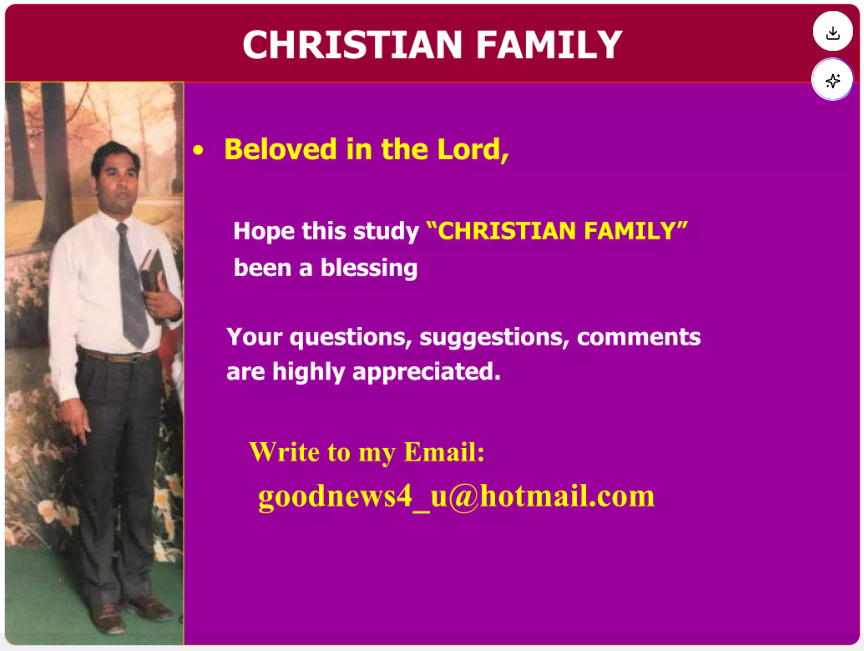 CHRISTIAN FAMILY
• Beloved in the Lord,
Hope this study “CHRISTIAN FAMILY”
been a blessing
Your questions, suggestions, comments
are highly appreciated.
Write to my Email:
goodnews4_u@hotmail.com